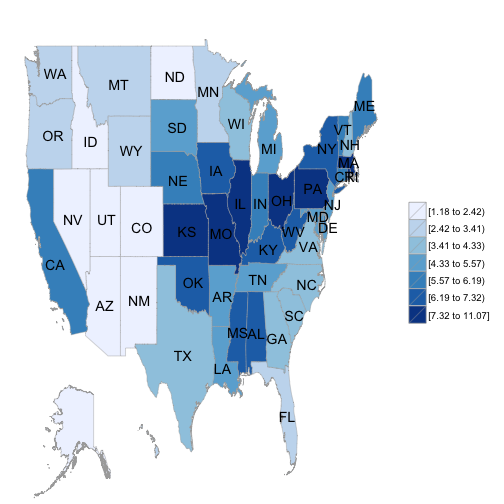 WA
MT
ND
MN
ME
VT
NH
WI
OR
ID
SD
MI
NY
MA
WY
CT
RI
NE
IA
PA
NJ
IL
IN
OH
MD
DE
NV
UT
CO
KS
MO
WV
VA
KY
CA
OK
TN
NC
AZ
NM
AR
SC
MS
AL
GA
TX
LA
FL
[1.18 to 2.42)
[2.42 to 3.41)
[3.41 to 4.33)
[4.33 to 5.57)
[5.57 to 6.19)
[6.19 to 7.32)
[7.32 to 11.07]